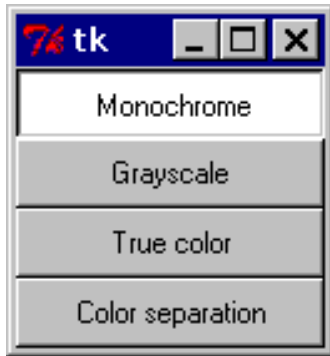 tk
Monochrome
Grayscale
True color
Color separation